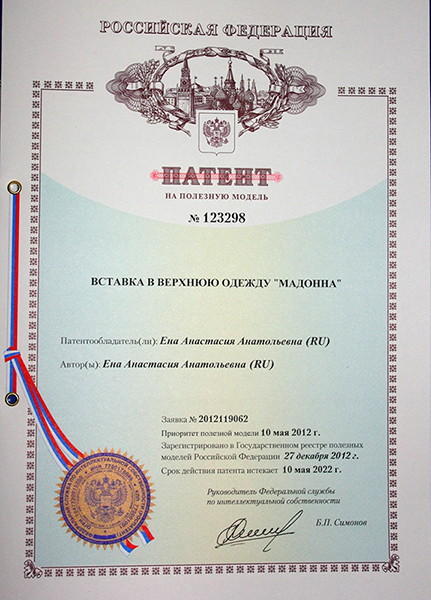 РОССИЙСКАЯ ФЕДЕРАЦИЯ
ПАТЕНТ
НА ПОЛЕЗНУЮ МОДЕЛЬ
№ 123298
ВСТАВКА В ВЕРХНЮЮ ОДЕЖДУ "МАДОННА"
Патентообладатель(ли): Ена Анастасия Анатольевна (RU)
Автор(ы): Ена Анастасия Анатольевна (RU)
Заявка № 2012119062
Приоритет полезной модели 10 мая 2012 г.
Зарегистрировано в Государственном реестре полезных
моделей Российской Федерации 27 декабря 2012 г.
Срок действия патента истекает 10 мая 2022 г.
Руководитель Федеральной службы
по интеллектуальной собственности
Б.П. Симонов